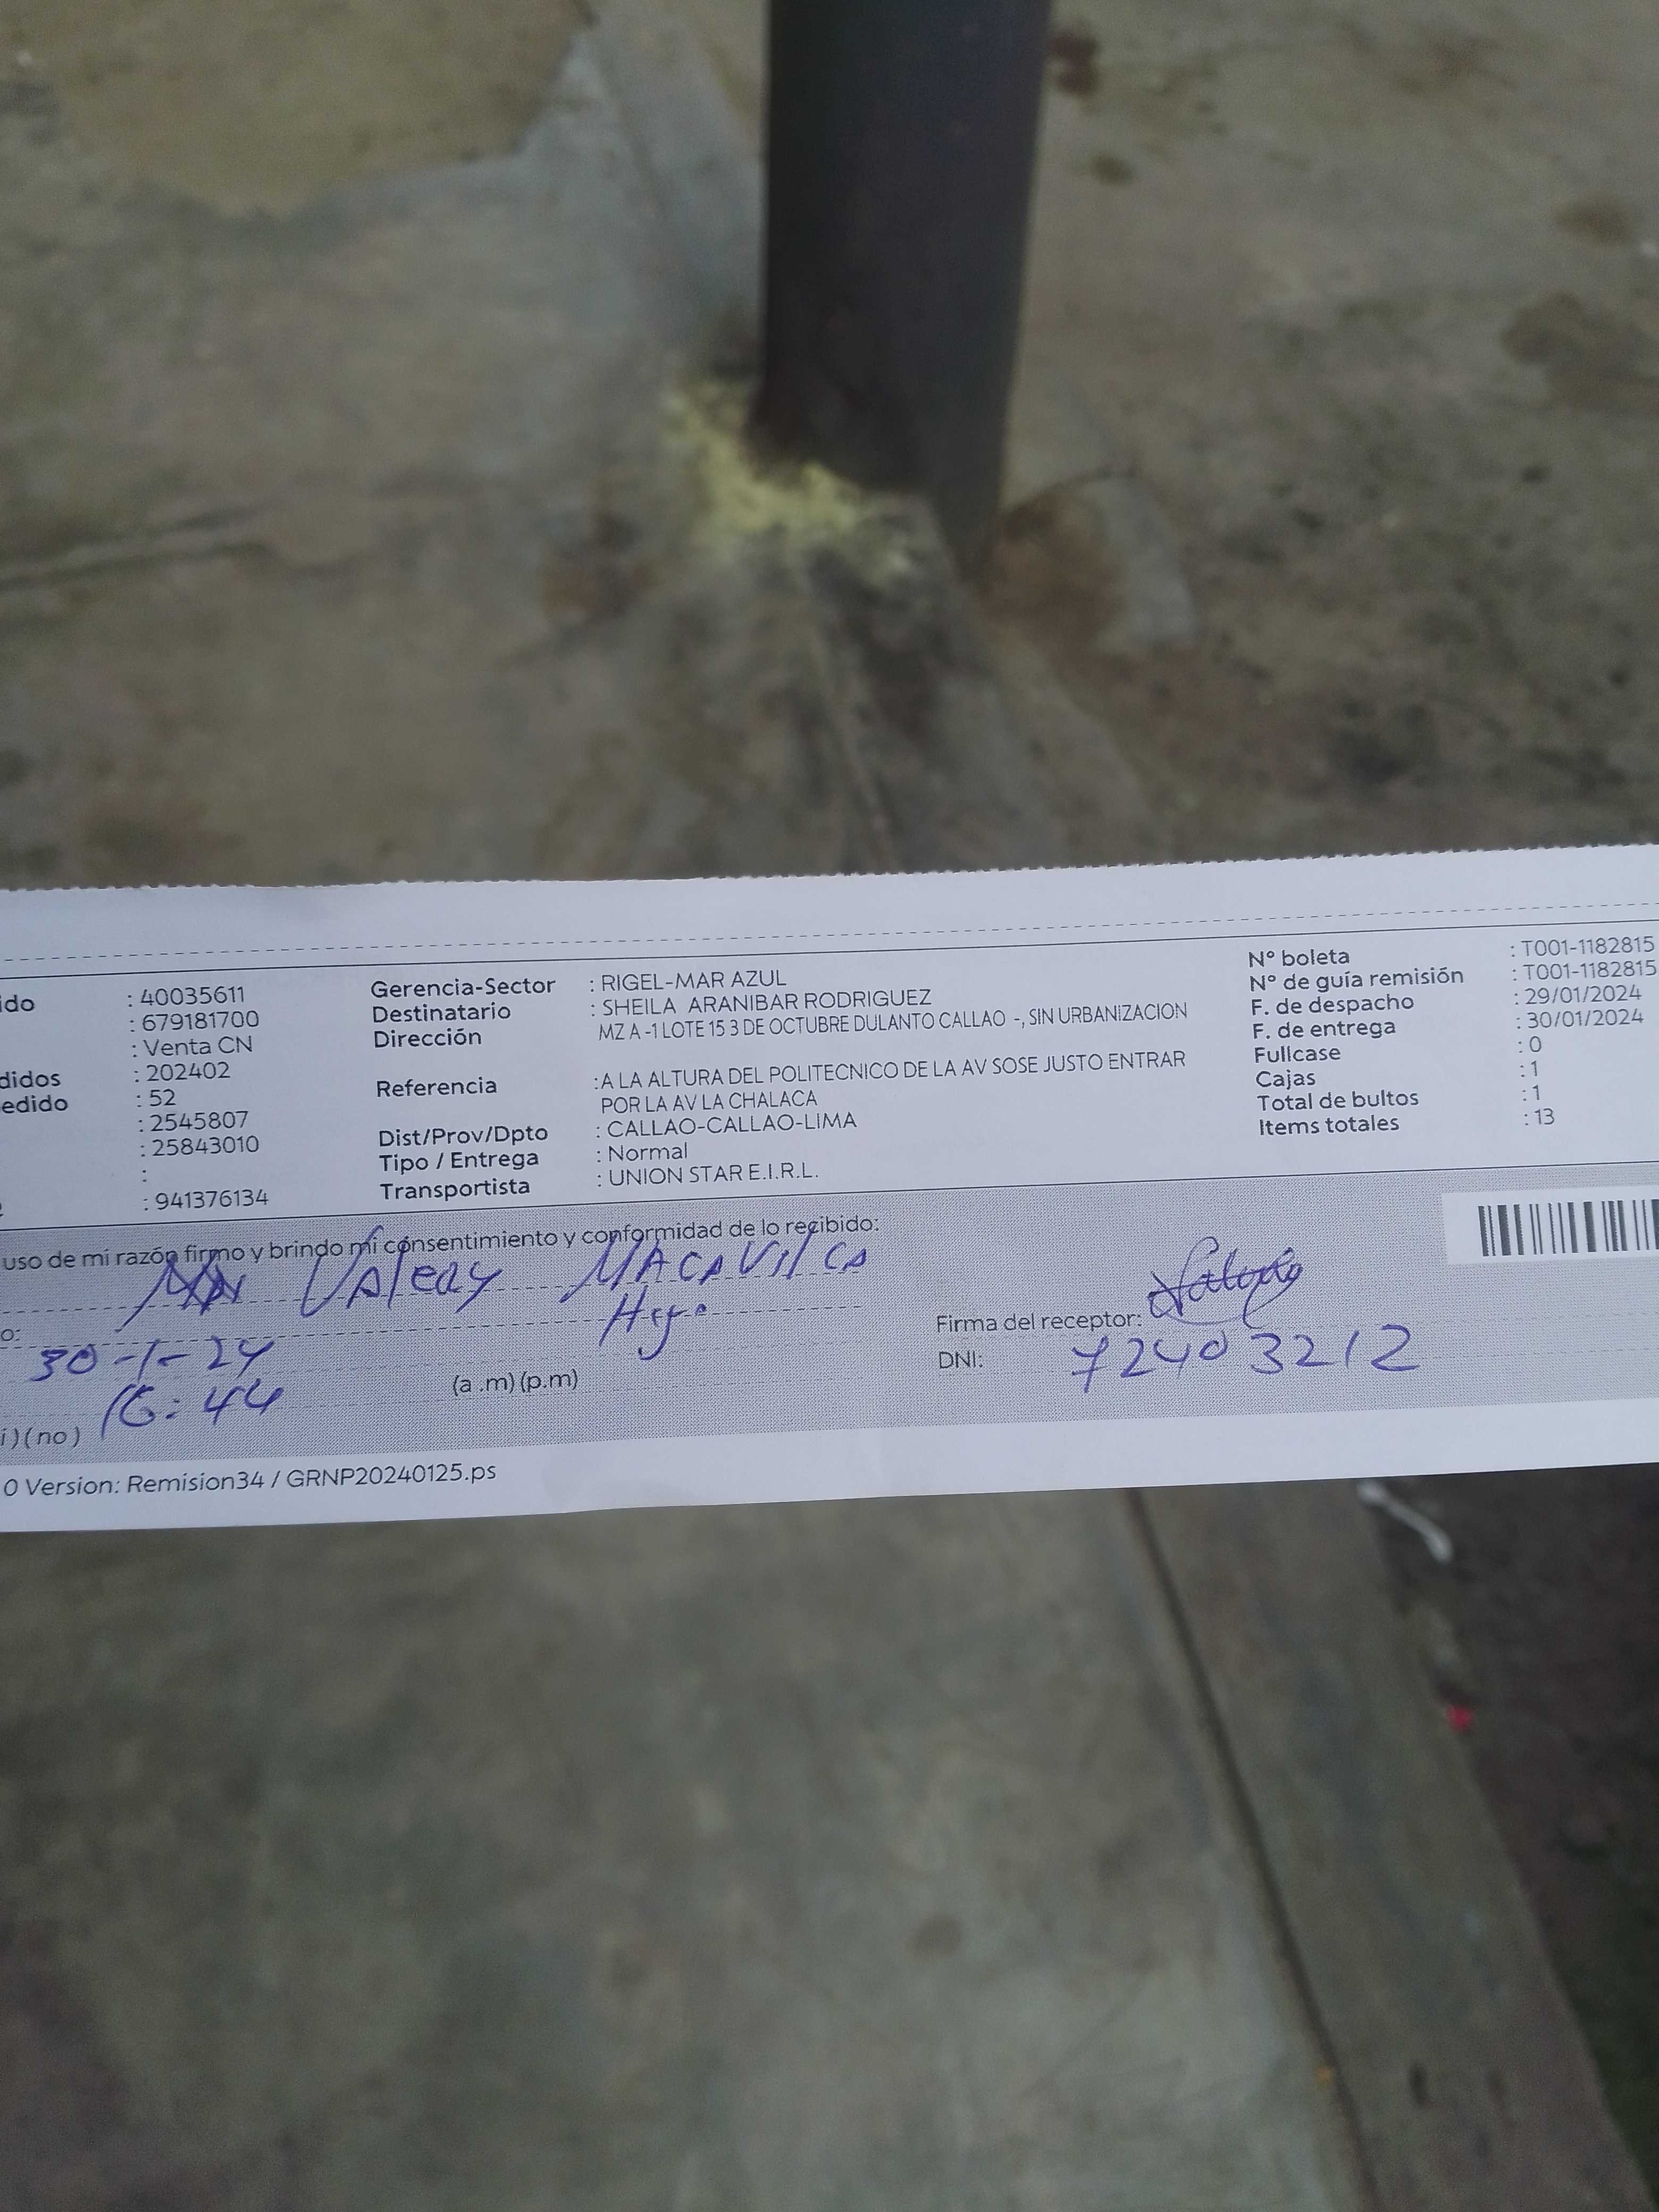 ido : 40035611
: 679181700
: Venta CN
didos : 202402
edido : 52
: 2545807
: 25843010
:
: 941376134
Gerencia-Sector : RIGEL-MAR AZUL
Destinatario : SHEILA ARANIBAR RODRIGUEZ
Dirección MZ A -1 LOTE 15 3 DE OCTUBRE DULANTO CALLAO -, SIN URBANIZACION
Referencia :A LA ALTURA DEL POLITECNICO DE LA AV SOSE JUSTO ENTRAR
POR LA AV LA CHALACA
Dist/Prov/Dpto : CALLAO-CALLAO-LIMA
Tipo / Entrega : Normal
Transportista : UNION STAR E.I.R.L.
N° boleta : T001-1182815
N° de guía remisión : T001-1182815
F. de despacho : 29/01/2024
F. de entrega : 30/01/2024
Fullcase : 0
Cajas : 1
Total de bultos : 1
Items totales : 13
uso de mi razón firmo y brindo mi consentimiento y conformidad de lo recibido:
Valery MACAVilca
o:
30-1-24
16:44 (a .m) (p.m)
í) (no)
Firma del receptor:
DNI: 72403212
0 Version: Remision34 / GRNP20240125.ps